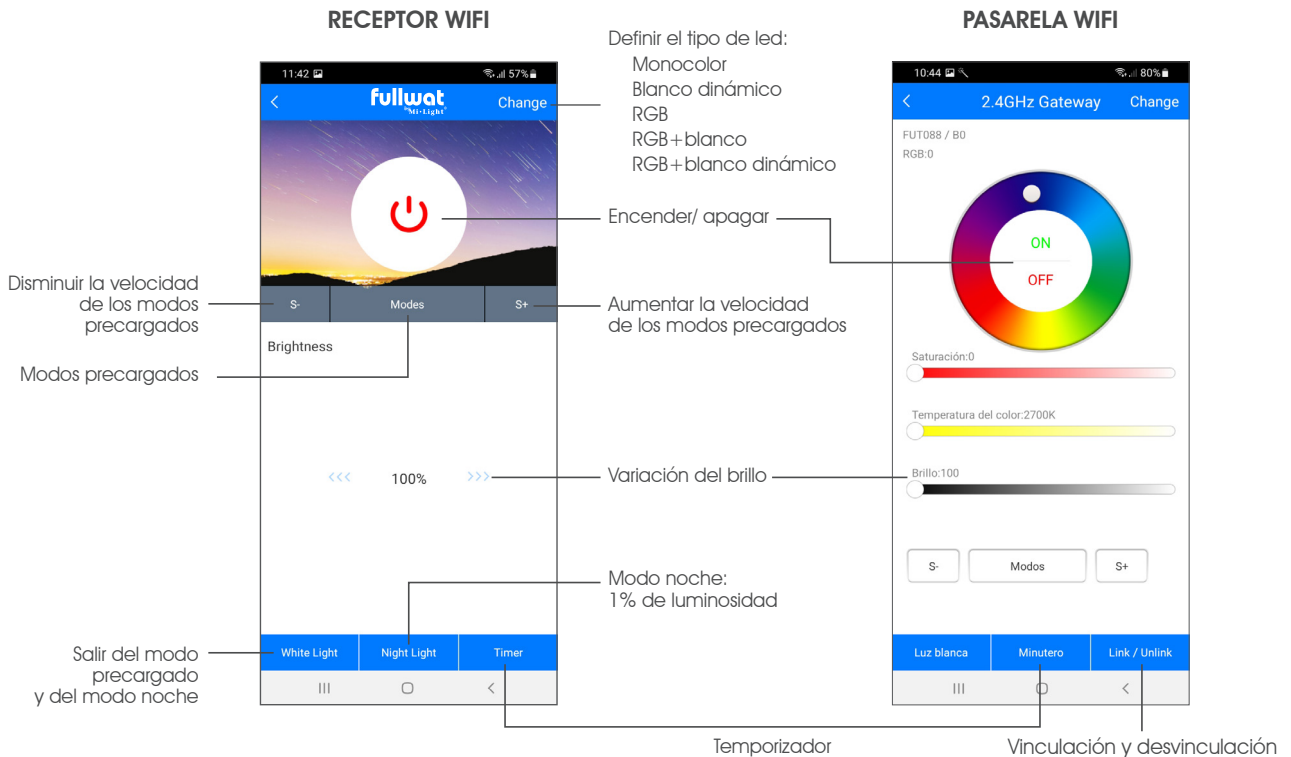 RECEPTOR WIFI
PASARELA WIFI
Definir el tipo de led:
Monocolor
Blanco dinámico
RGB
RGB+blanco
RGB+blanco dinámico
Encender/ apagar
Aumentar la velocidad
de los modos precargados
Variación del brillo
Modo noche:
1% de luminosidad
Temporizador
Vinculación y desvinculación
Disminuir la velocidad
de los modos
precargados
Modos precargados
Salir del modo
precargado
y del modo noche
11:42 57%
fullwat Change
by Mi·Light
S- Modes S+
Brightness
<<< 100% >>>
White Light Night Light Timer
10:44 80%
2.4GHz Gateway Change
FUT088 / B0
RGB:0
ON
OFF
Saturación:0
Temperatura del color:2700K
Brillo:100
S- Modos S+
Luz blanca Minutero Link / Unlink